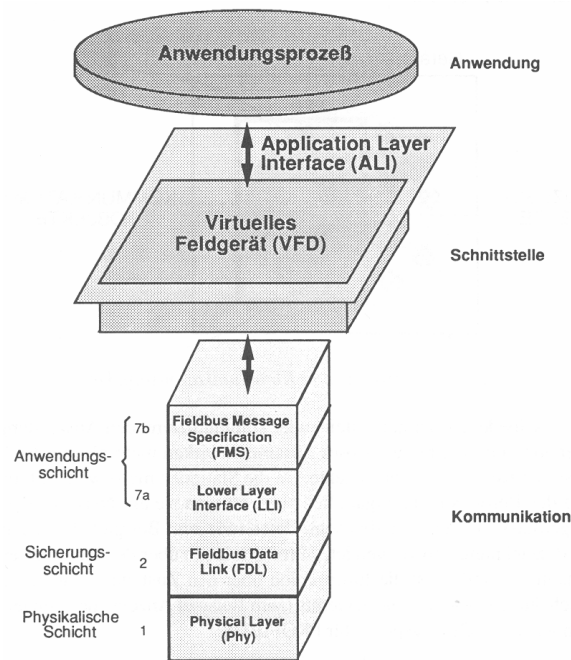 Anwendungsprozeß
Anwendung
Application Layer
Interface (ALI)
Virtuelles
Feldgerät (VFD)
Schnittstelle
7b
Fieldbus Message
Specification
(FMS)
Anwendungs-
schicht
7a
Lower Layer
Interface (LLI)
Kommunikation
Sicherungs-
schicht
2
Fieldbus Data
Link (FDL)
Physikalische
Schicht
1
Physical Layer
(Phy)